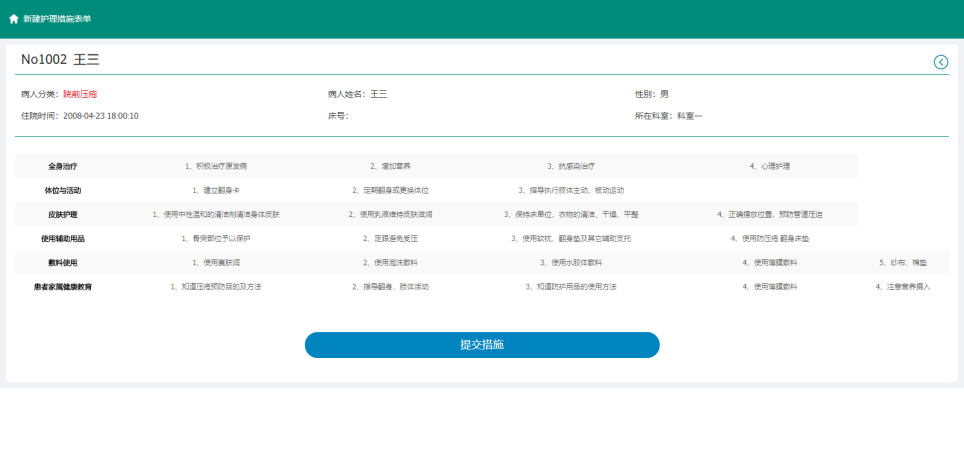 新建护理措施表单
No1002 王三
病人分类：院前压疮 病人姓名：王三 性别：男
住院时间：2008-04-23 18:00:10 床号： 所在科室：科室一
全身治疗 1、积极治疗原发病 2、增加营养 3、抗感染治疗 4、心理护理
体位与活动 1、建立翻身卡 2、定期翻身或更换体位 3、指导执行肢体主动、被动运动
皮肤护理 1、使用中性温和的清洁剂清洁身体皮肤 2、使用乳液维持皮肤滋润 3、保持床单位、衣物的清洁、干燥、平整 4、正确摆放位置，预防管道压迫
使用辅助用品 1、骨突部位予以保护 2、足跟避免受压 3、使用软枕、翻身垫及其它辅助支托 4、使用防压疮 翻身床垫
敷料使用 1、使用赛肤润 2、使用泡沫敷料 3、使用水胶体敷料 4、使用薄膜敷料 5、纱布、棉垫
患者家属健康教育 1、知道压疮预防目的及方法 2、指导翻身、肢体活动 3、知道防护用品的使用方法 4、使用薄膜敷料 4、注意营养摄入
提交措施